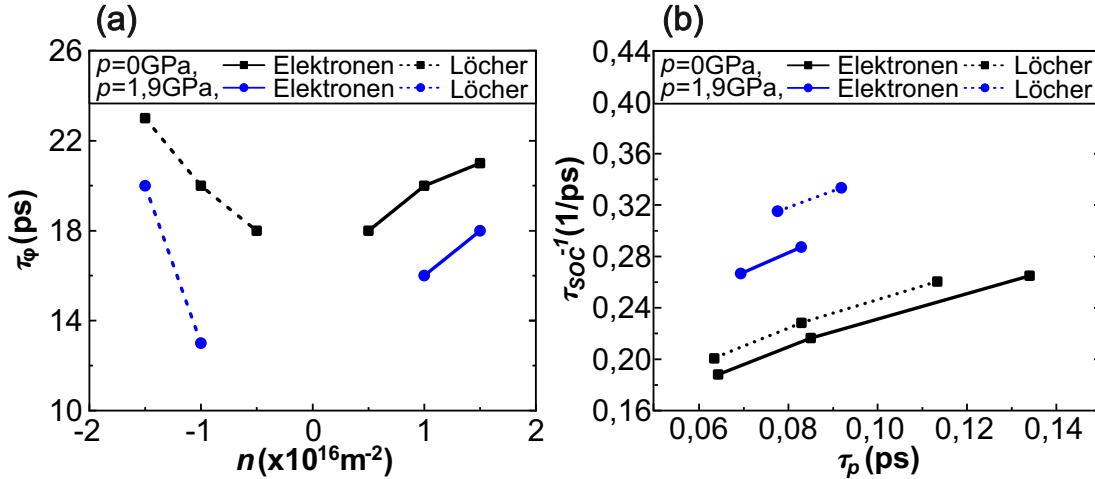 (a)
26
22
18
14
10
-2
-1
0
1
2
τφ (ps)
n (x10¹⁶m⁻²)
p=0GPa, Elektronen Löcher
p=1,9GPa, Elektronen Löcher
(b)
0,44
0,40
0,36
0,32
0,28
0,24
0,20
0,16
0,06
0,08
0,10
0,12
0,14
τSOC⁻¹ (1/ps)
τp (ps)
p=0GPa, Elektronen Löcher
p=1,9GPa, Elektronen Löcher